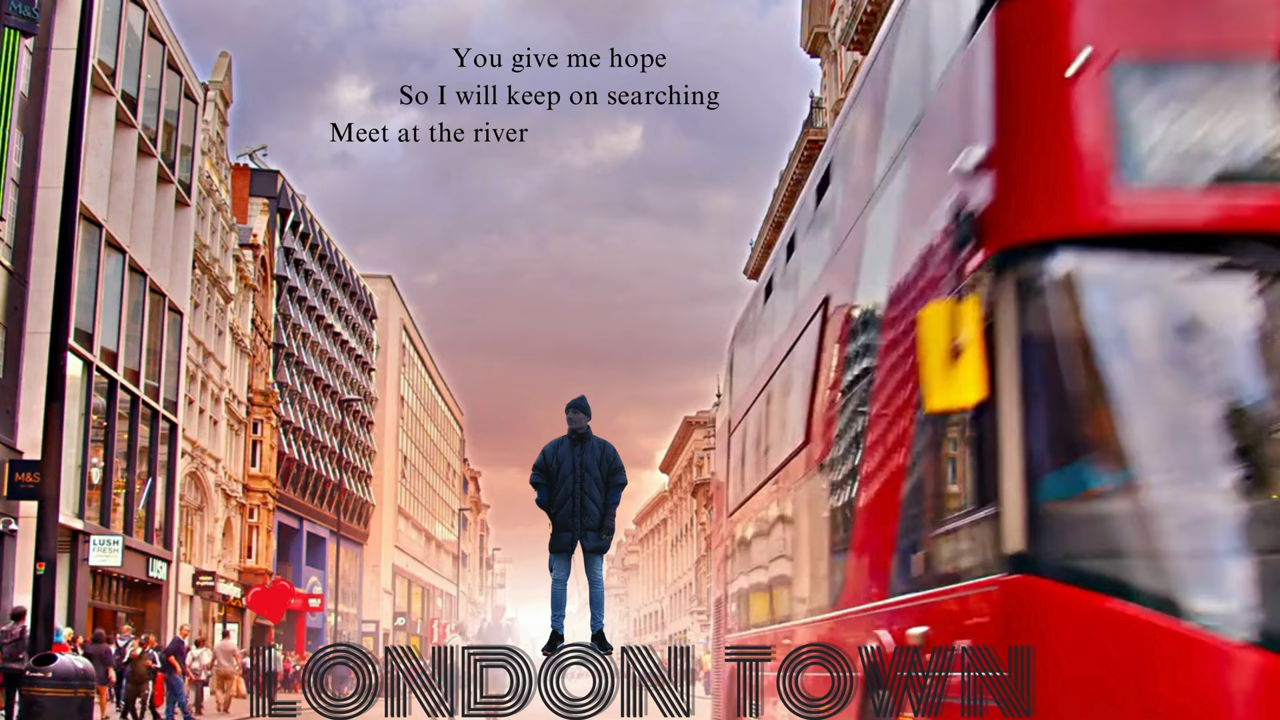 M&S
You give me hope
So I will keep on searching
Meet at the river
M&S
LUSH
FRESH
LUSH
LONDON TOWN